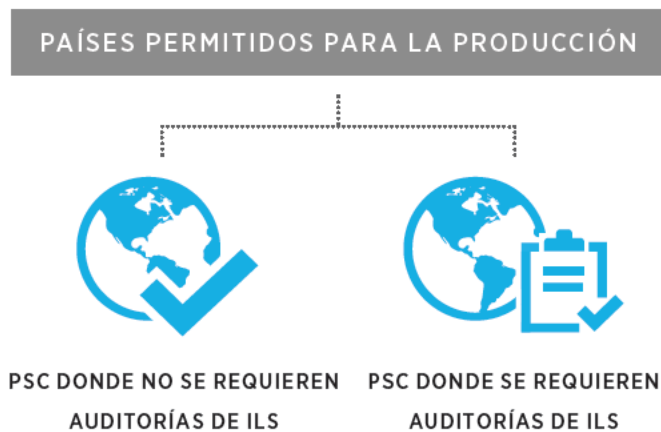 PAÍSES PERMITIDOS PARA LA PRODUCCIÓN
PSC DONDE NO SE REQUIEREN
AUDITORÍAS DE ILS
PSC DONDE SE REQUIEREN
AUDITORÍAS DE ILS